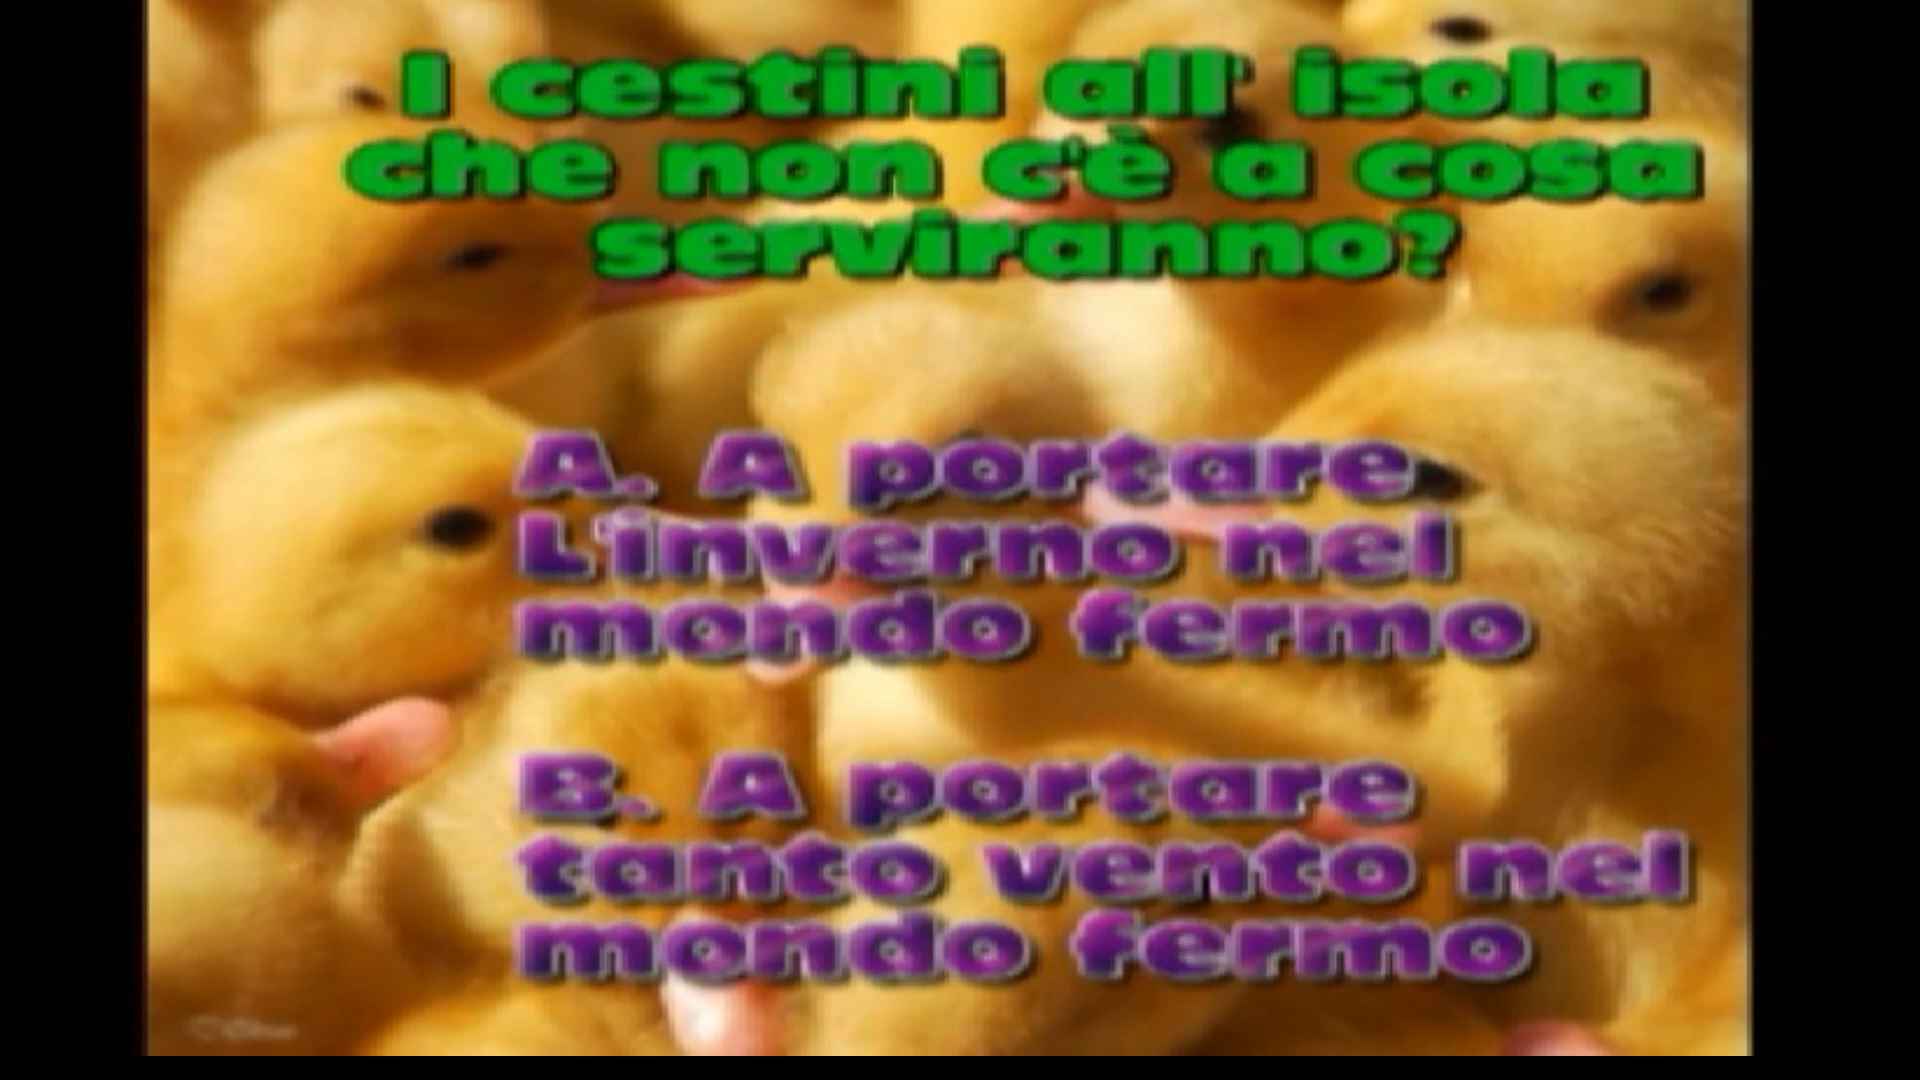 I cestini all' isola
che non c'è a cosa
serviranno?
A. A portare
L'inverno nel
mondo fermo
B. A portare
tanto vento nel
mondo fermo